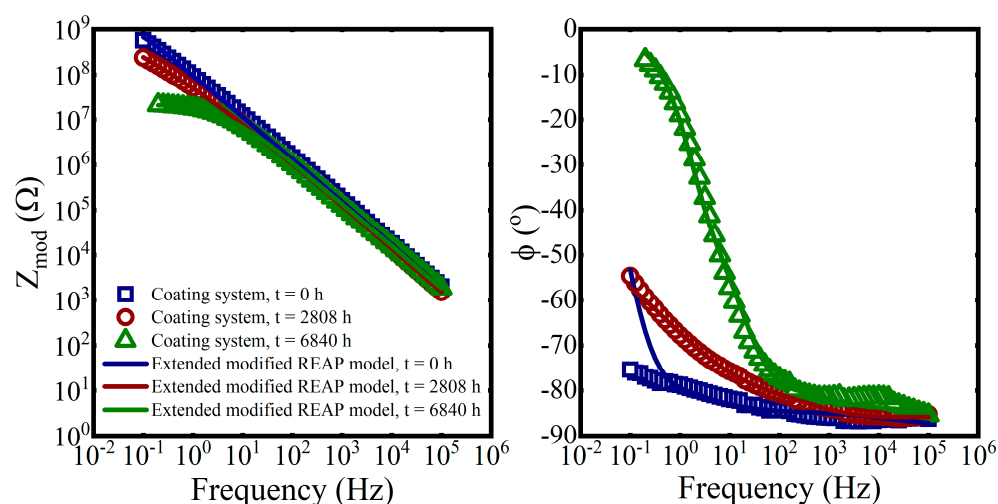 10^9
10^8
10^7
10^6
10^5
10^4
10^3
10^2
10^1
10^0
Z_mod (Ω)
Coating system, t = 0 h
Coating system, t = 2808 h
Coating system, t = 6840 h
Extended modified REAP model, t = 0 h
Extended modified REAP model, t = 2808 h
Extended modified REAP model, t = 6840 h
10^-2 10^-1 10^0 10^1 10^2 10^3 10^4 10^5 10^6
Frequency (Hz)
0
-10
-20
-30
-40
-50
-60
-70
-80
-90
ϕ (°)
10^-2 10^-1 10^0 10^1 10^2 10^3 10^4 10^5 10^6
Frequency (Hz)